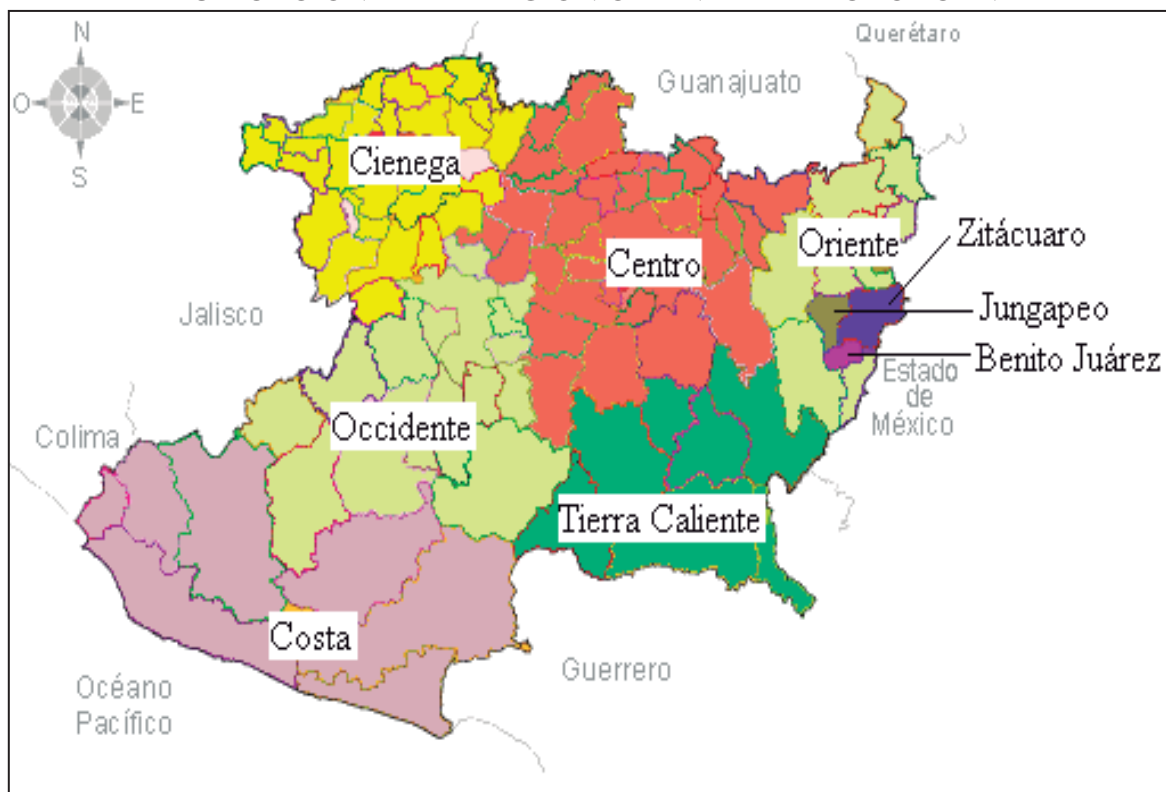 N
Querétaro
Guanajuato
O
E
S
Cienega
Zitácuaro
Oriente
Centro
Jalisco
Jungapeo
Benito Juárez
Estado
de
México
Occidente
Colima
Tierra Caliente
Costa
Guerrero
Océano
Pacífico